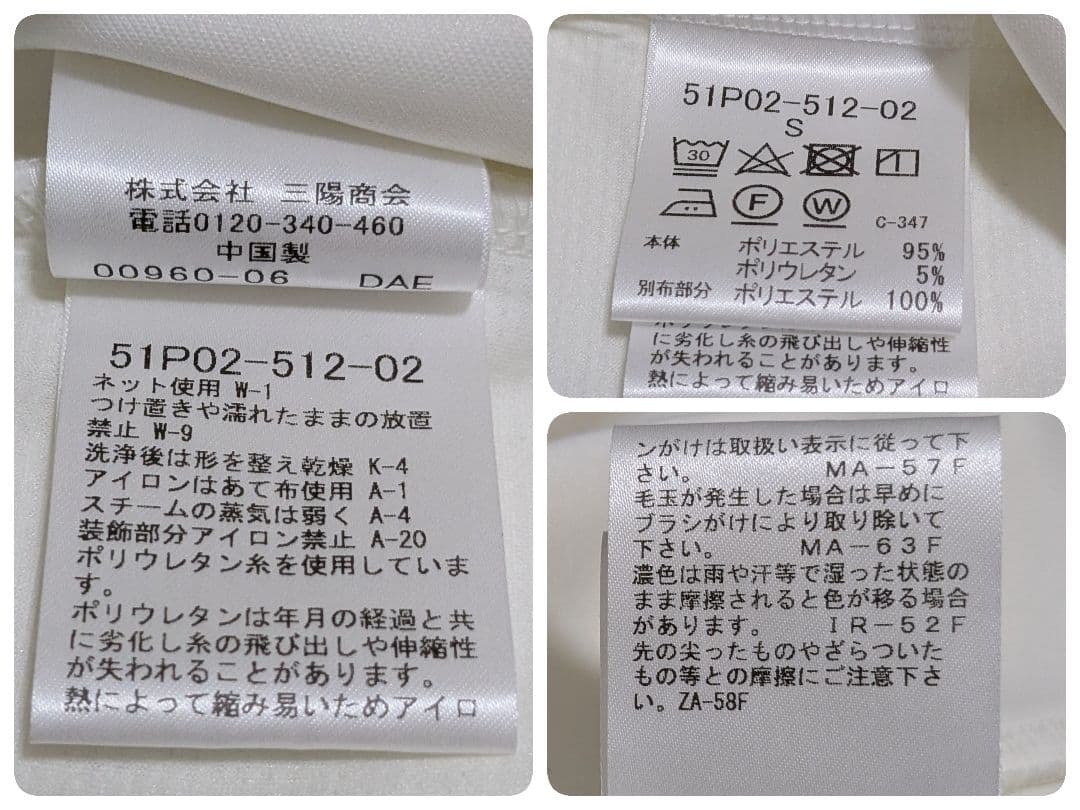 株式会社 三陽商会
電話0120-340-460
中国製
00960-06 DAE
51P02-512-02
ネット使用 W-1
つけ置きや濡れたままの放置
禁止 W-9
洗浄後は形を整え乾燥 K-4
アイロンはあて布使用 A-1
スチームの蒸気は弱く A-4
装飾部分アイロン禁止 A-20
ポリウレタン糸を使用していま
す。
ポリウレタンは年月の経過と共
に劣化し糸の飛び出しや伸縮性
が失われることがあります。
熱によって縮み易いためアイロ
51P02-512-02
S
30
F
W
C-347
本体 ポリエステル 95%
ポリウレタン 5%
別布部分 ポリエステル 100%
に劣化し糸の飛び出しや伸縮性
が失われることがあります。
熱によって縮み易いためアイロ
ンがけは取扱い表示に従って下
さい。 MA-57F
毛玉が発生した場合は早めに
ブラシがけにより取り除いて
下さい。 MA-63F
濃色は雨や汗等で湿った状態の
まま摩擦されると色が移る場合
があります。 IR-52F
先の尖ったものやざらついた
もの等との摩擦にご注意下さ
い。ZA-58F